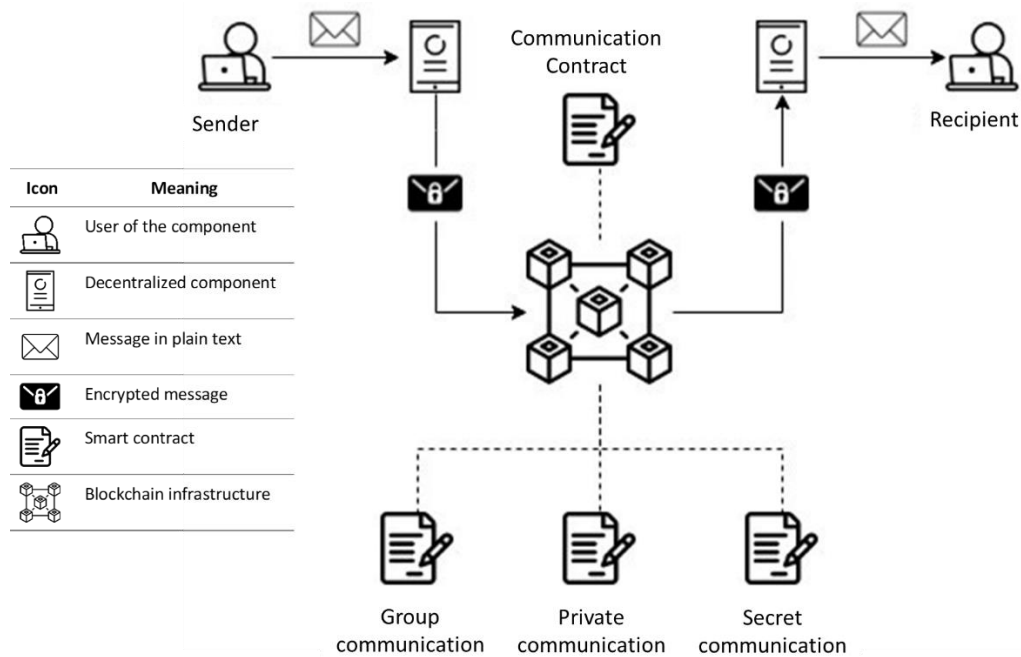 Communication
Contract
Sender
Recipient
Icon Meaning
User of the component
Decentralized component
Message in plain text
Encrypted message
Smart contract
Blockchain infrastructure
Group
communication
Private
communication
Secret
communication